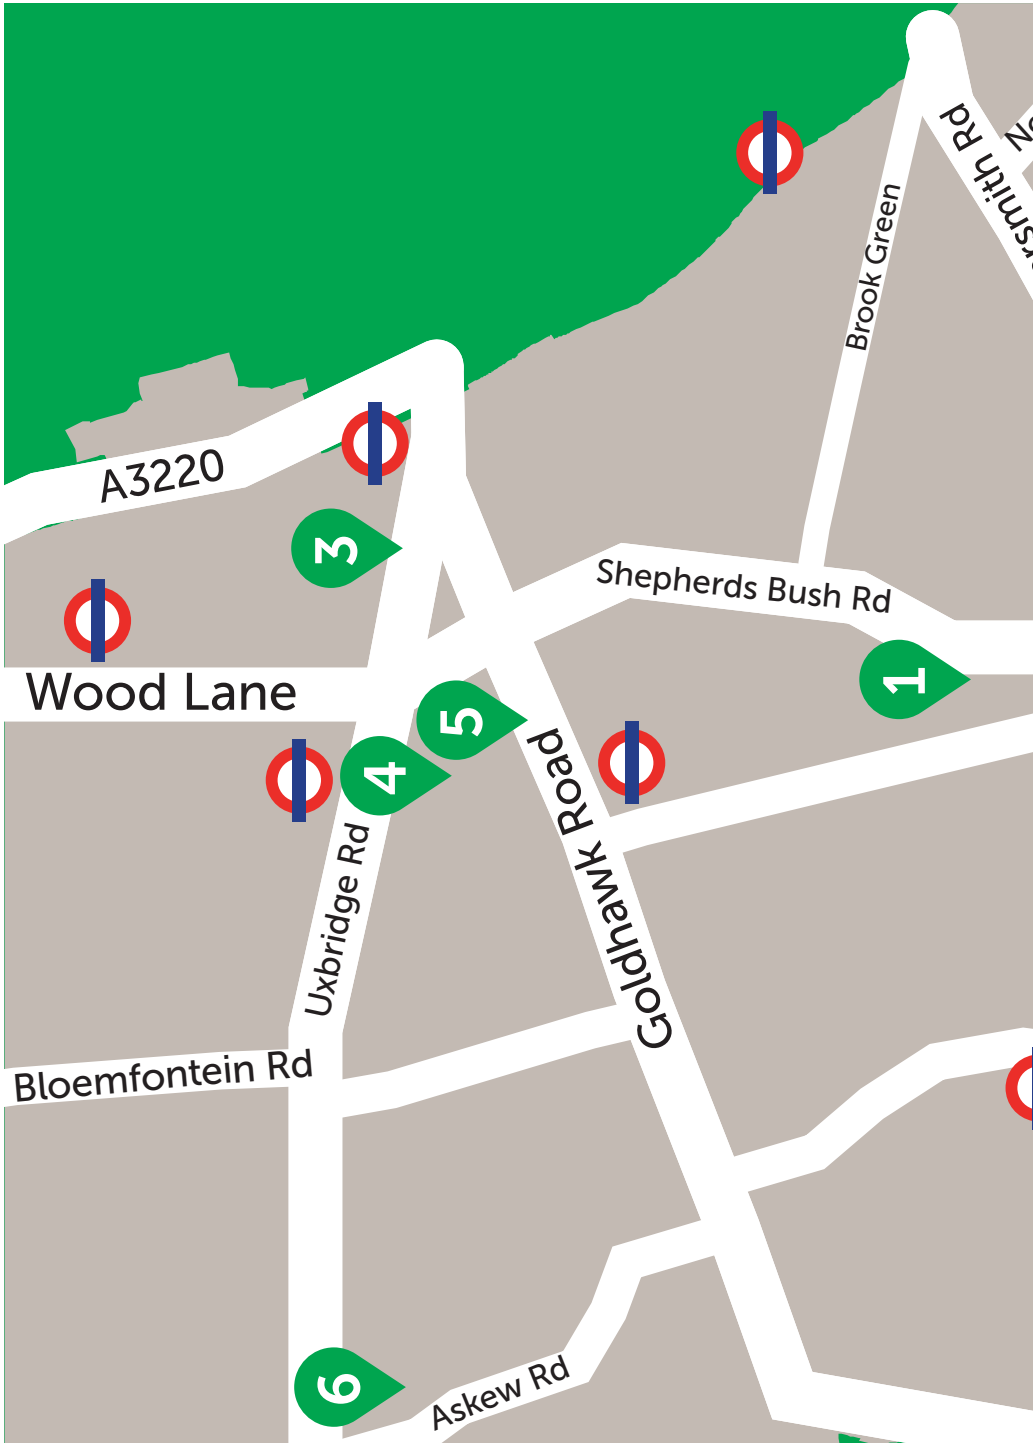 Brook Green
A3220
3
Shepherds Bush Rd
Wood Lane
1
5
4
Goldhawk Road
Uxbridge Rd
Bloemfontein Rd
6
Askew Rd